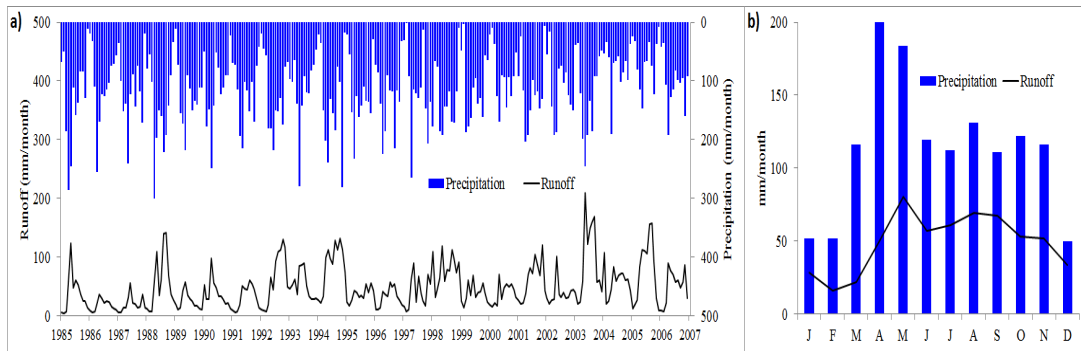 a)
Runoff (mm/month)
500
400
300
200
100
0
Precipitation
Runoff
0
100
200
300
400
500
Precipitation (mm/month)
1985 1986 1987 1988 1989 1990 1991 1992 1993 1994 1995 1996 1997 1998 1999 2001 2002 2003 2004 2005 2006 2007
b)
mm/month
200
150
100
50
0
Precipitation
Runoff
J F M A M J J A S O N D